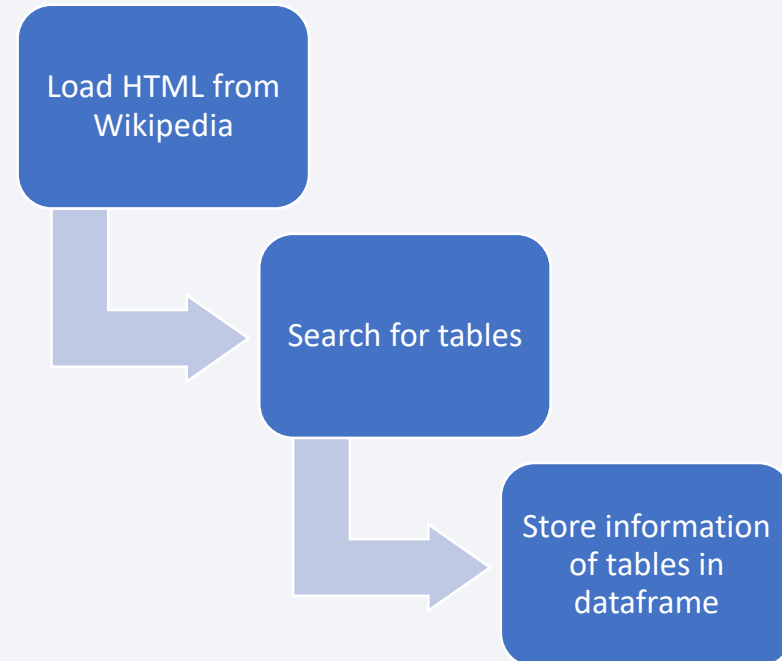 Load HTML from
Wikipedia
Search for tables
Store information
of tables in
dataframe